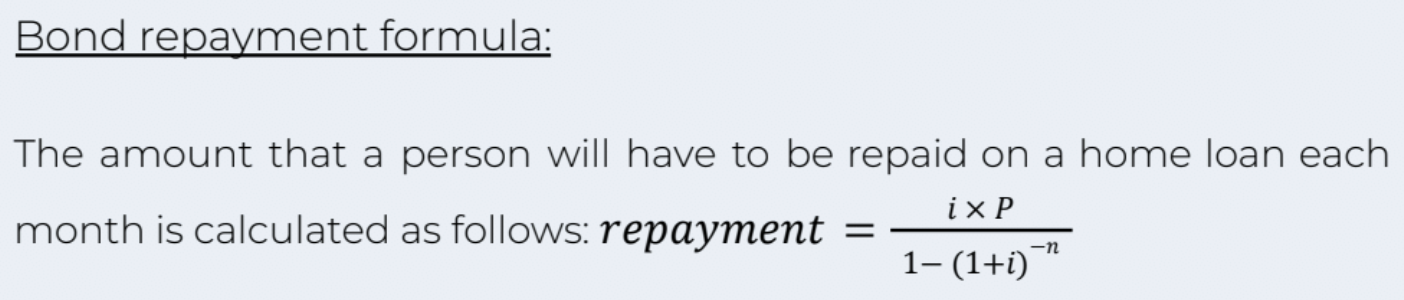 Bond repayment formula:
The amount that a person will have to be repaid on a home loan each
month is calculated as follows: repayment = \frac{i × P}{1– (1+i)^{−n}}